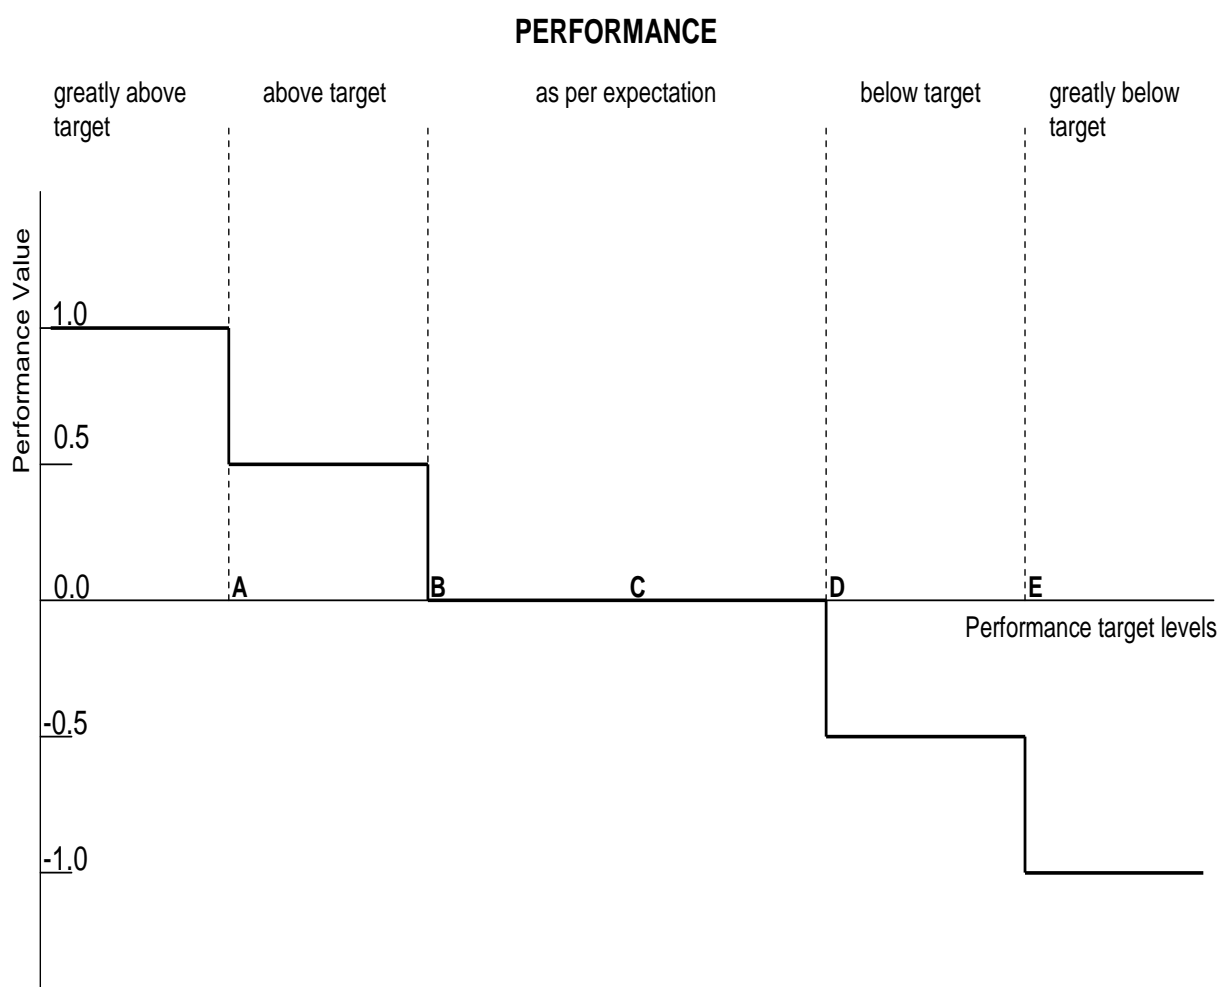 PERFORMANCE
greatly above
target
above target
as per expectation
below target
greatly below
target
Performance Value
1.0
0.5
0.0
A
B
C
D
E
Performance target levels
-0.5
-1.0